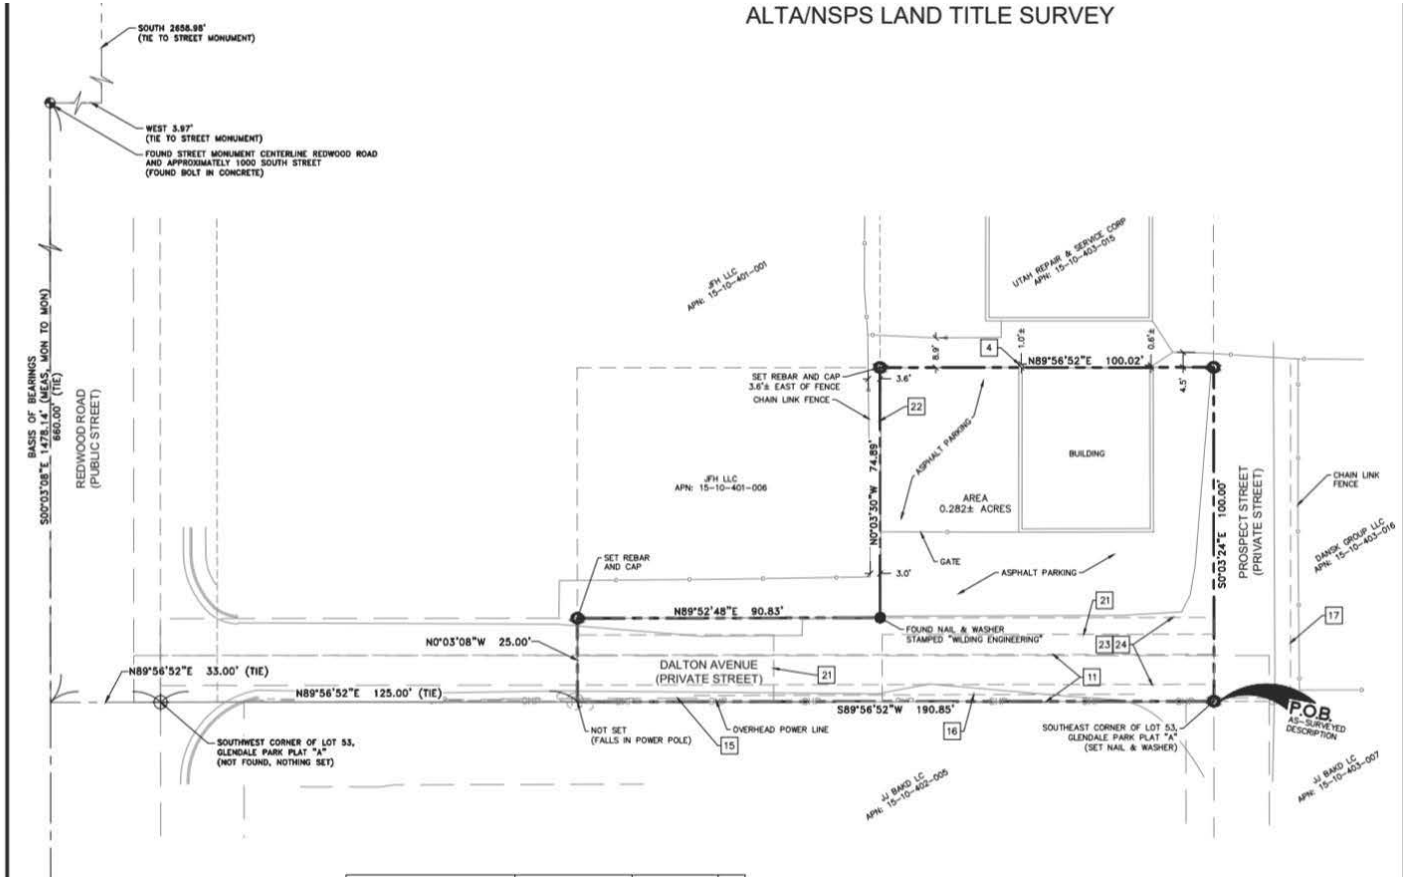 ALTA/NSPS LAND TITLE SURVEY
SOUTH 2658.98'
(TIE TO STREET MONUMENT)
WEST 3.97'
(TIE TO STREET MONUMENT)
FOUND STREET MONUMENT CENTERLINE REDWOOD ROAD
AND APPROXIMATELY 1000 SOUTH STREET
(FOUND BOLT IN CONCRETE)
BASIS OF BEARINGS
S00°03'08"E 1478.14' (MEAS. MON TO MON)
660.00' (TIE)
REDWOOD ROAD
(PUBLIC STREET)
JFH LLC
APN: 15-10-401-001
UTAH REPAIR & SERVICE CORP
APN: 15-10-403-015
8.9'
4
1.0'±
0.6'±
N89°56'52"E 100.02'
4.5'
SET REBAR AND CAP
3.6'± EAST OF FENCE
CHAIN LINK FENCE
3.6'
22
ASPHALT PARKING
N0°03'30"W 74.89'
BUILDING
JFH LLC
APN: 15-10-401-006
AREA
0.282± ACRES
S0°03'24"E 100.00'
PROSPECT STREET
(PRIVATE STREET)
CHAIN LINK
FENCE
DANSK GROUP LLC
APN: 15-10-403-016
SET REBAR
AND CAP
GATE
3.0'
ASPHALT PARKING
N89°52'48"E 90.83'
21
17
FOUND NAIL & WASHER
STAMPED "WILDING ENGINEERING"
23 24
N0°03'08"W 25.00'
N89°56'52"E 33.00' (TIE)
DALTON AVENUE
(PRIVATE STREET)
21
11
N89°56'52"E 125.00' (TIE)
OHP
S89°56'52"W 190.85'
P.O.B.
AS-SURVEYED
DESCRIPTION
NOT SET
(FALLS IN POWER POLE)
OVERHEAD POWER LINE
15
16
SOUTHEAST CORNER OF LOT 53,
GLENDALE PARK PLAT "A"
(SET NAIL & WASHER)
SOUTHWEST CORNER OF LOT 53,
GLENDALE PARK PLAT "A"
(NOT FOUND, NOTHING SET)
JJ BAKD LC
APN: 15-10-402-005
JJ BAKD LC
APN: 15-10-403-007